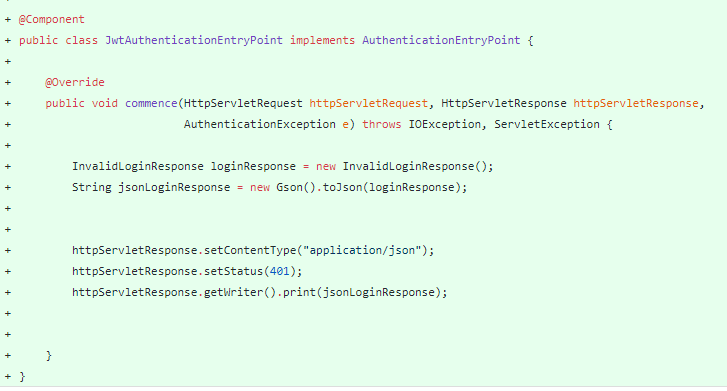 + @Component
+ public class JwtAuthenticationEntryPoint implements AuthenticationEntryPoint {
+
+     @Override
+     public void commence(HttpServletRequest httpServletRequest, HttpServletResponse httpServletResponse,
+                          AuthenticationException e) throws IOException, ServletException {
+
+         InvalidLoginResponse loginResponse = new InvalidLoginResponse();
+         String jsonLoginResponse = new Gson().toJson(loginResponse);
+
+
+         httpServletResponse.setContentType("application/json");
+         httpServletResponse.setStatus(401);
+         httpServletResponse.getWriter().print(jsonLoginResponse);
+
+
+     }
+ }